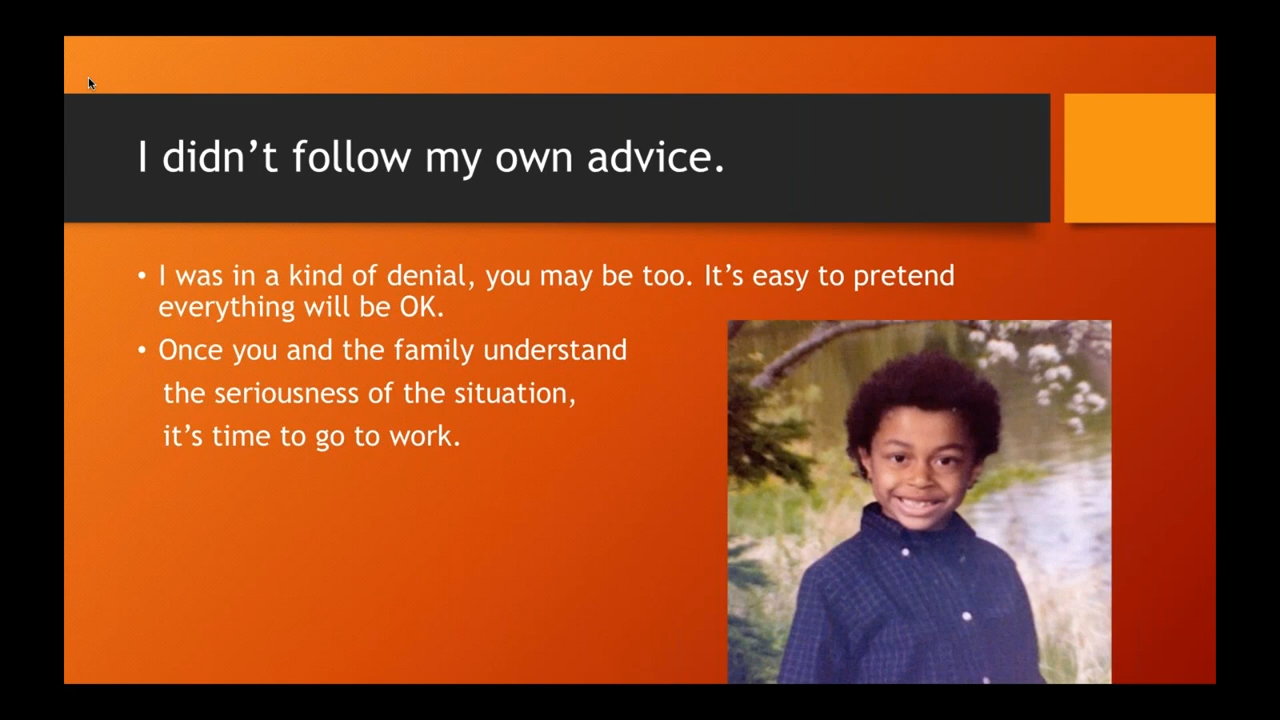 I didn’t follow my own advice.
• I was in a kind of denial, you may be too. It’s easy to pretend
everything will be OK.
• Once you and the family understand
the seriousness of the situation,
it’s time to go to work.